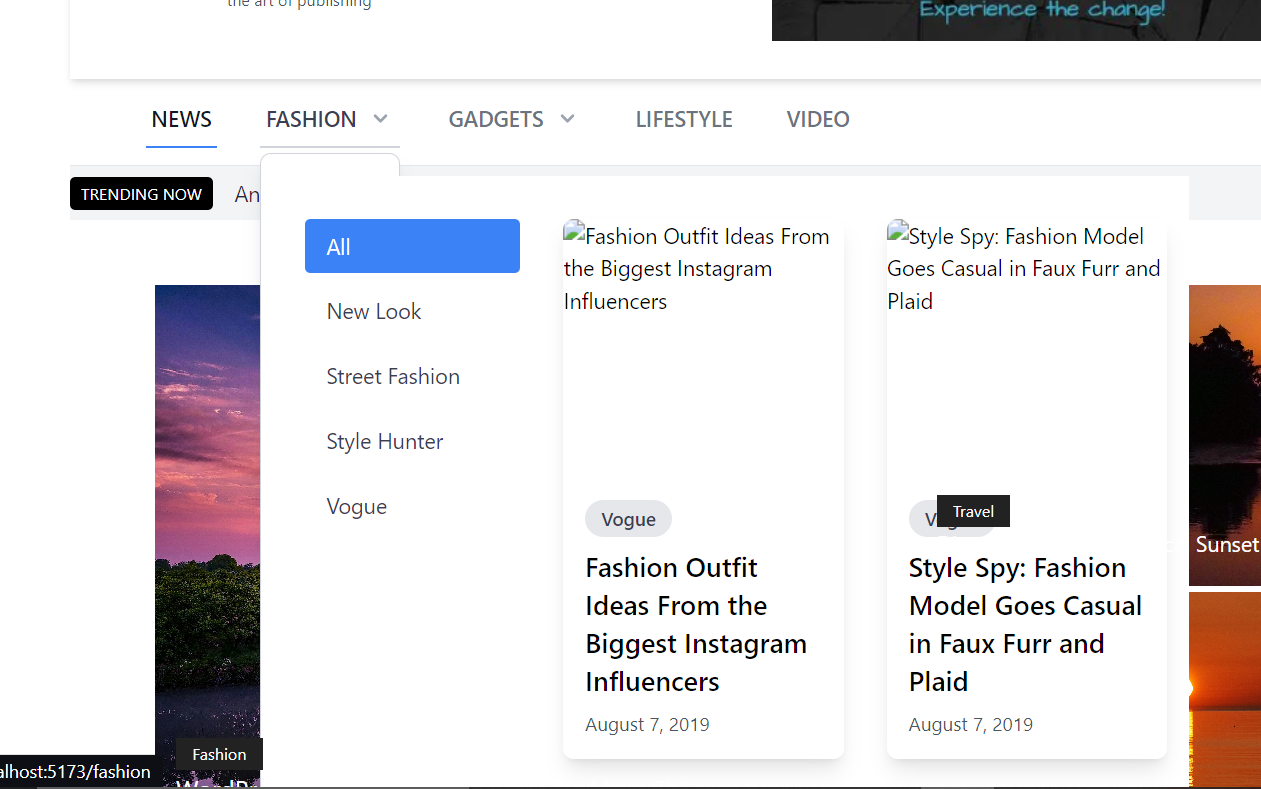 the art of publishing
Experience the change!
NEWS FASHION GADGETS LIFESTYLE VIDEO
TRENDING NOW An
All
New Look
Street Fashion
Style Hunter
Vogue
Fashion Outfit Ideas From
the Biggest Instagram
Influencers
Vogue
Fashion Outfit
Ideas From the
Biggest Instagram
Influencers
August 7, 2019
Style Spy: Fashion Model
Goes Casual in Faux Furr and
Plaid
Travel
Style Spy: Fashion
Model Goes Casual
in Faux Furr and
Plaid
August 7, 2019
Sunset
Fashion
alhost:5173/fashion